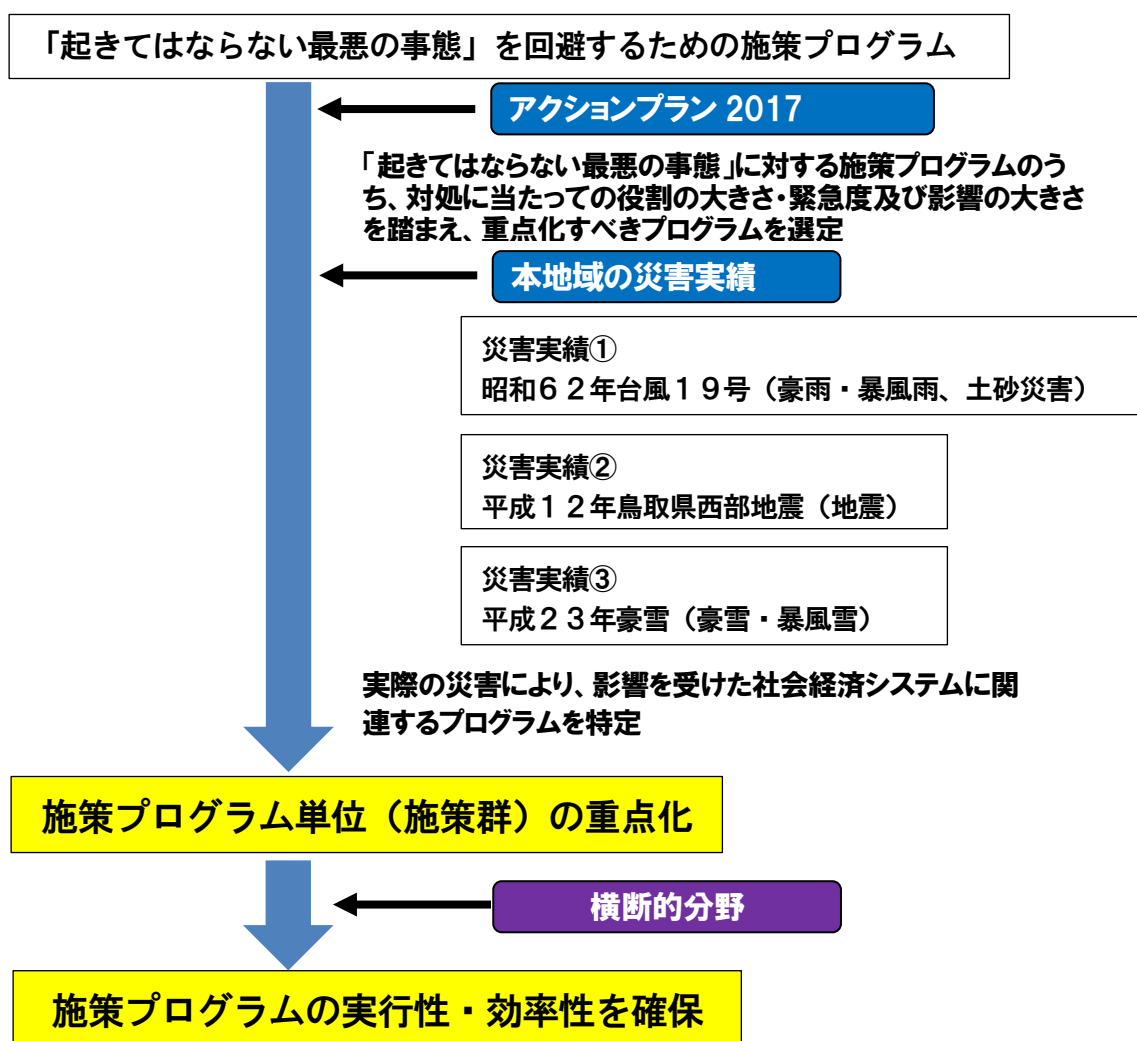 「起きてはならない最悪の事態」を回避するための施策プログラム
アクションプラン 2017
「起きてはならない最悪の事態」に対する施策プログラムのう
ち、対処に当たっての役割の大きさ・緊急度及び影響の大きさ
を踏まえ、重点化すべきプログラムを選定
本地域の災害実績
災害実績①
昭和６２年台風１９号（豪雨・暴風雨、土砂災害）
災害実績②
平成１２年鳥取県西部地震（地震）
災害実績③
平成２３年豪雪（豪雪・暴風雪）
実際の災害により、影響を受けた社会経済システムに関
連するプログラムを特定
施策プログラム単位（施策群）の重点化
横断的分野
施策プログラムの実行性・効率性を確保